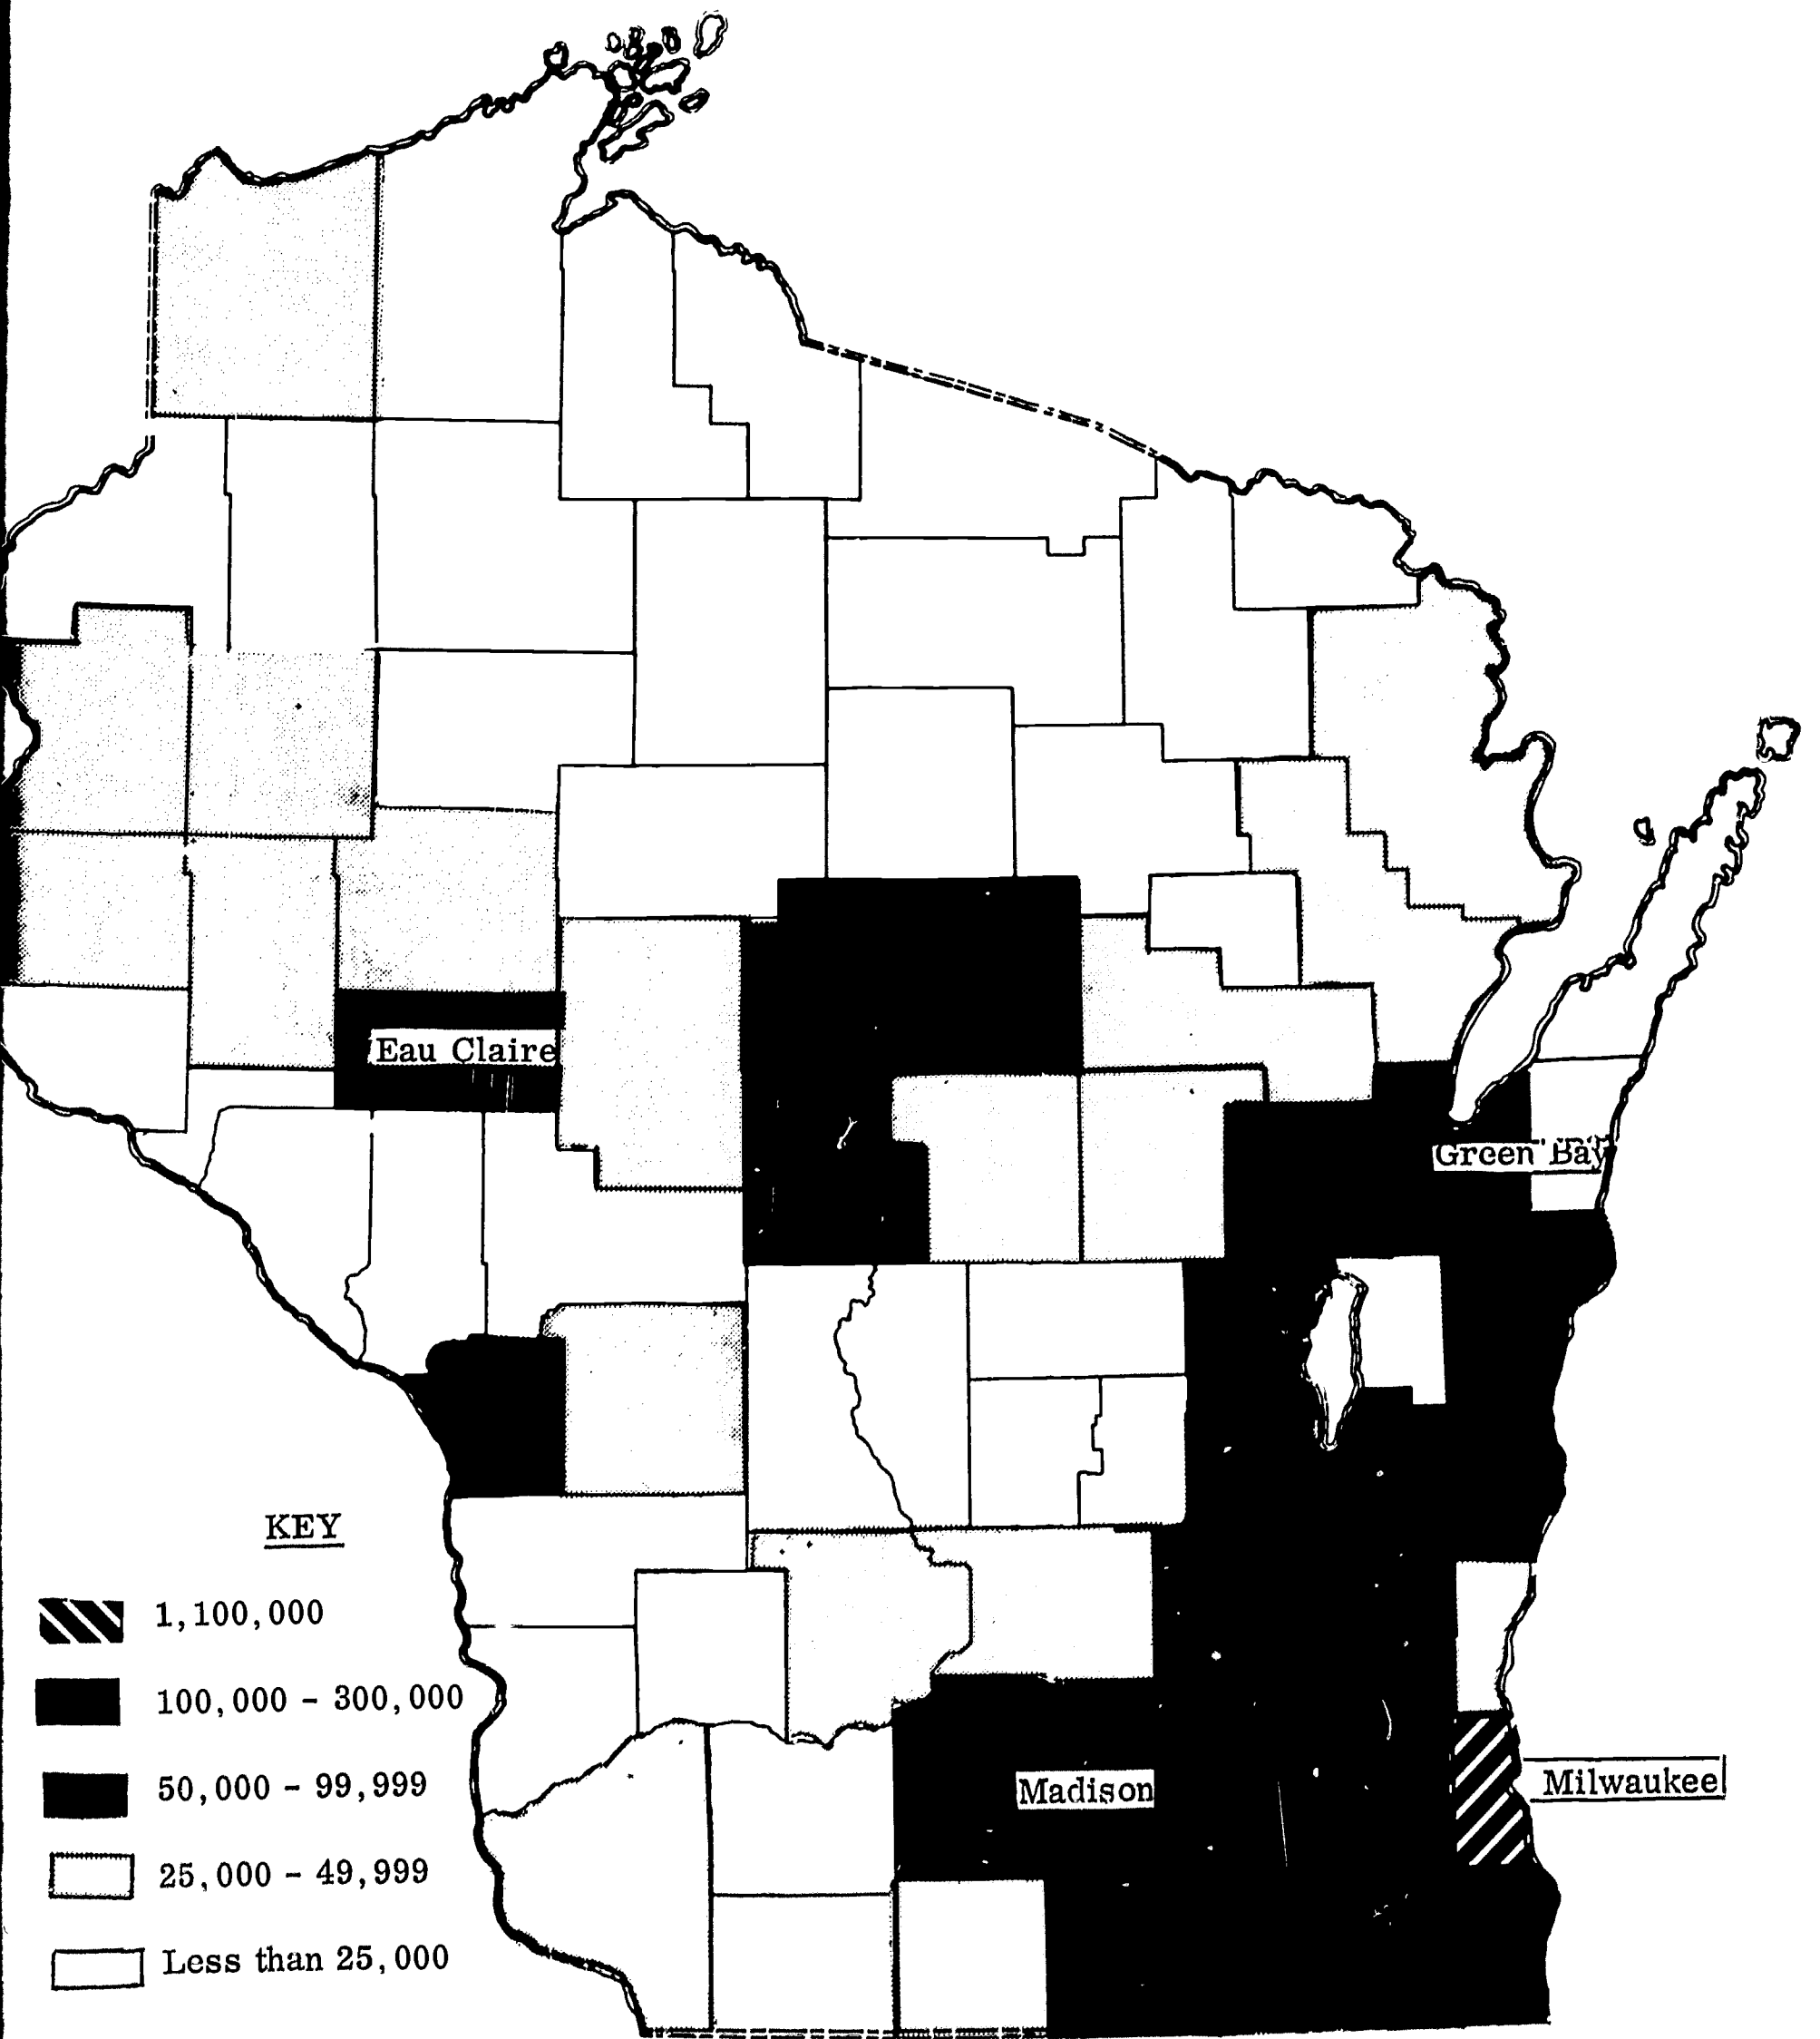 Eau Claire
Green Bay
KEY
1,100,000
100,000 - 300,000
50,000 - 99,999
25,000 - 49,999
Less than 25,000
Madison
Milwaukee